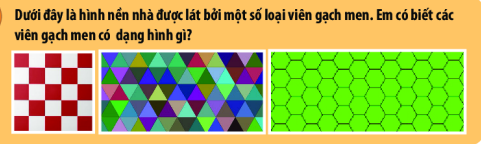 Dưới đây là hình nền nhà được lát bởi một số loại viên gạch men. Em có biết các
viên gạch men có dạng hình gì?